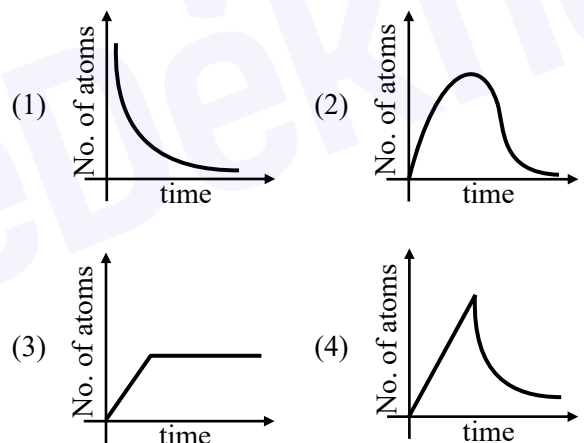 (1)
No. of atoms
time
(2)
No. of atoms
time
(3)
No. of atoms
time
(4)
No. of atoms
time